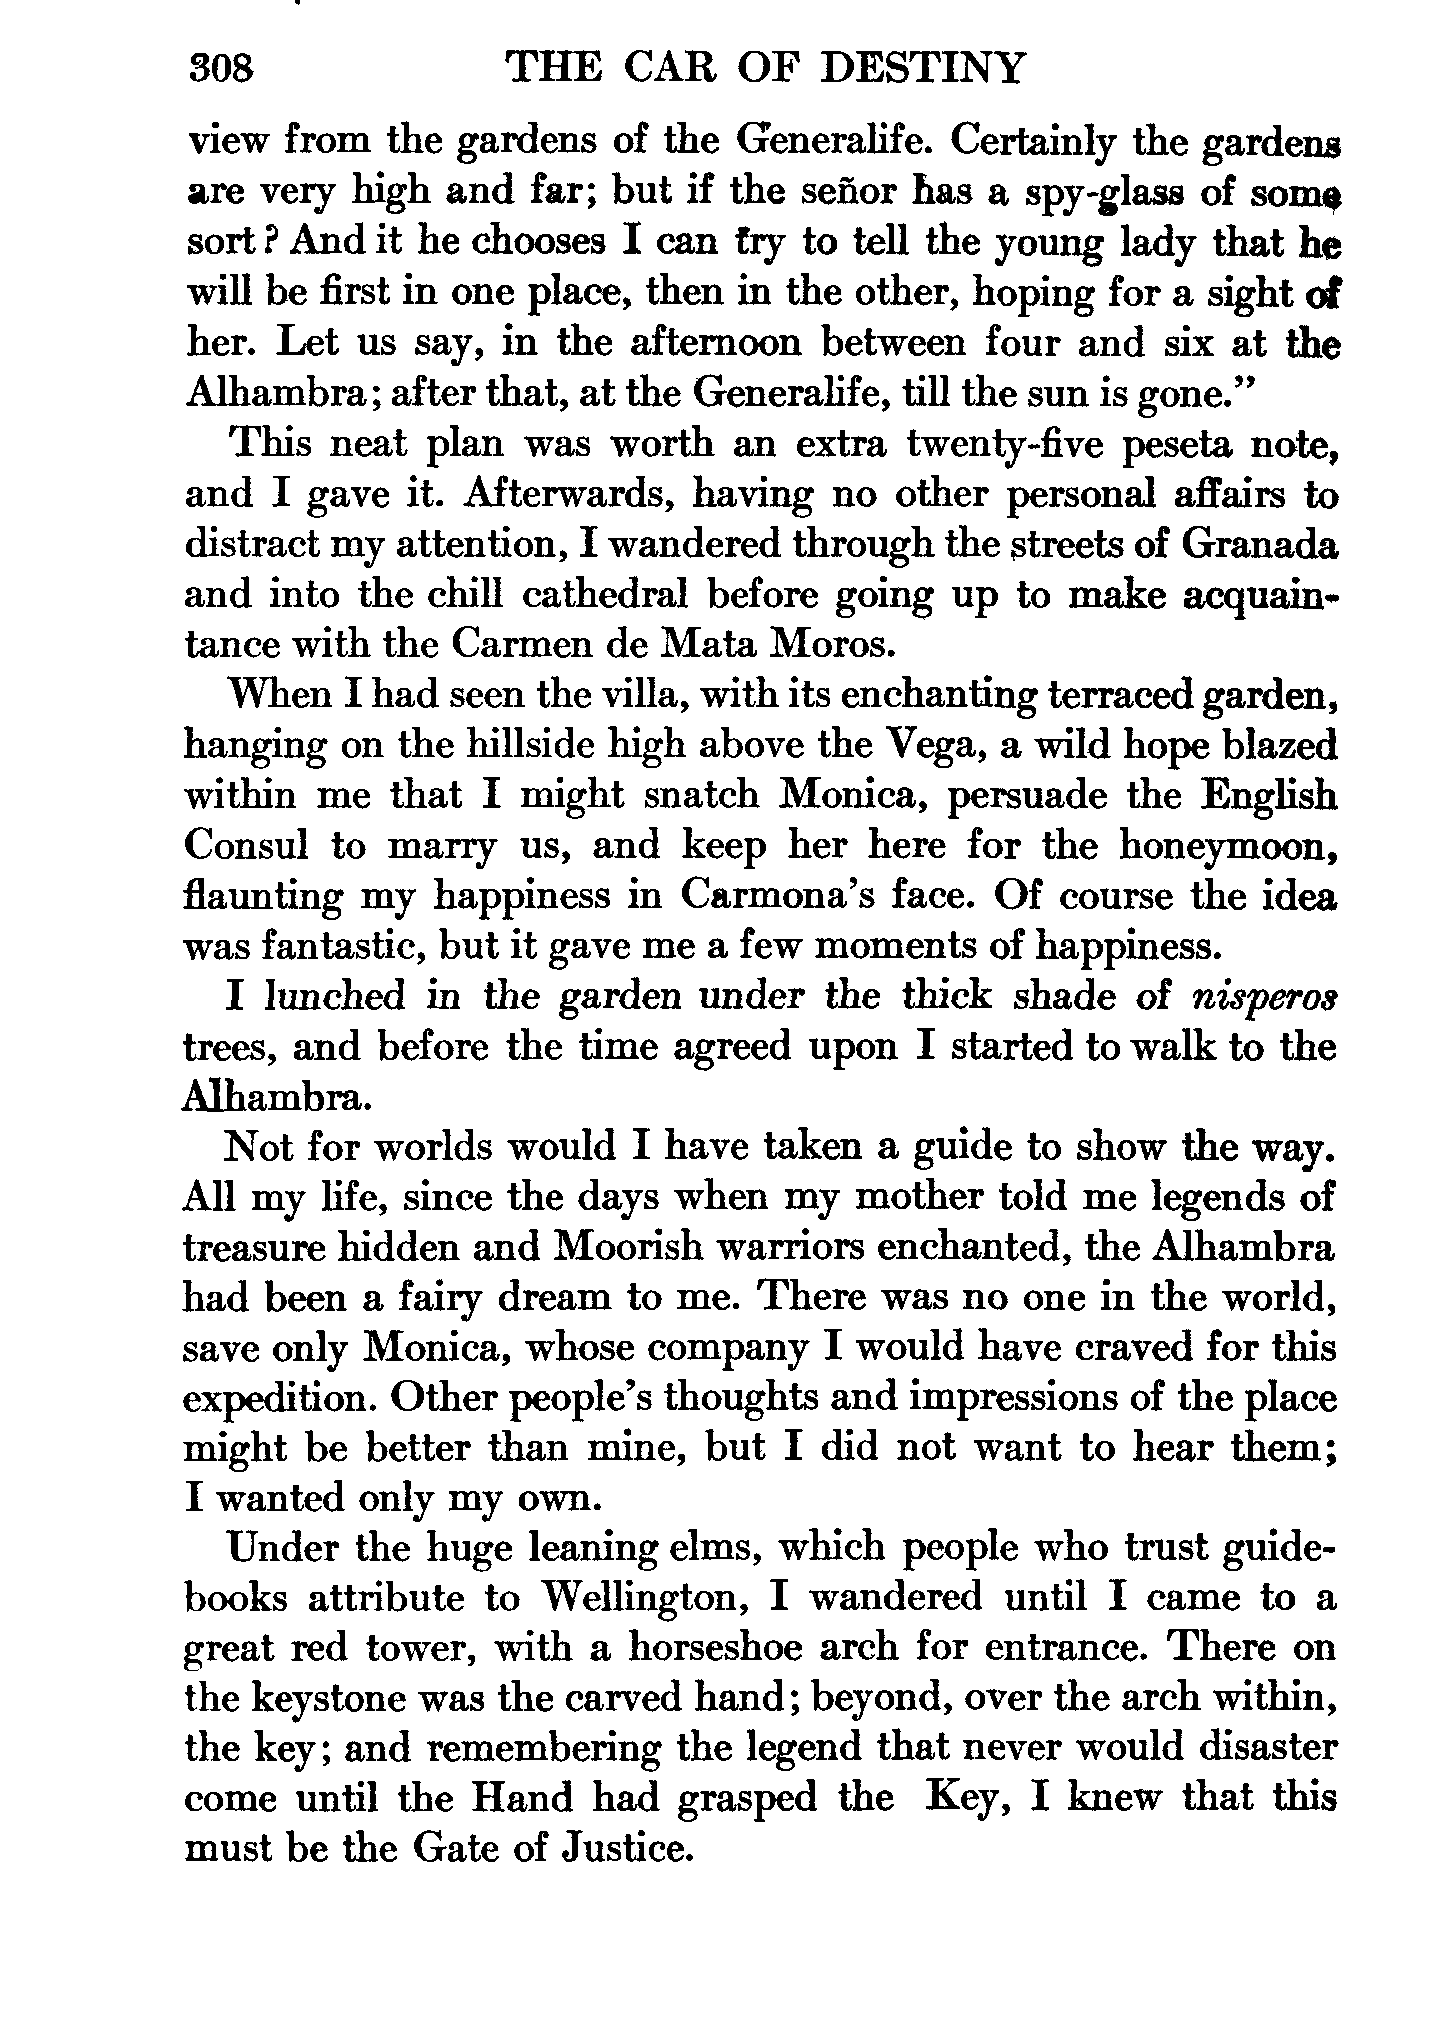 308 THE CAR OF DESTINY
view from the gardens of the Generalife. Certainly the gardens
are very high and far; but if the señor has a spy-glass of some
sort? And it he chooses I can try to tell the young lady that he
will be first in one place, then in the other, hoping for a sight of
her. Let us say, in the afternoon between four and six at the
Alhambra; after that, at the Generalife, till the sun is gone.”
This neat plan was worth an extra twenty-five peseta note,
and I gave it. Afterwards, having no other personal affairs to
distract my attention, I wandered through the streets of Granada
and into the chill cathedral before going up to make acquain-
tance with the Carmen de Mata Moros.
When I had seen the villa, with its enchanting terraced garden,
hanging on the hillside high above the Vega, a wild hope blazed
within me that I might snatch Monica, persuade the English
Consul to marry us, and keep her here for the honeymoon,
flaunting my happiness in Carmona’s face. Of course the idea
was fantastic, but it gave me a few moments of happiness.
I lunched in the garden under the thick shade of nisperos
trees, and before the time agreed upon I started to walk to the
Alhambra.
Not for worlds would I have taken a guide to show the way.
All my life, since the days when my mother told me legends of
treasure hidden and Moorish warriors enchanted, the Alhambra
had been a fairy dream to me. There was no one in the world,
save only Monica, whose company I would have craved for this
expedition. Other people’s thoughts and impressions of the place
might be better than mine, but I did not want to hear them;
I wanted only my own.
Under the huge leaning elms, which people who trust guide-
books attribute to Wellington, I wandered until I came to a
great red tower, with a horseshoe arch for entrance. There on
the keystone was the carved hand; beyond, over the arch within,
the key; and remembering the legend that never would disaster
come until the Hand had grasped the Key, I knew that this
must be the Gate of Justice.